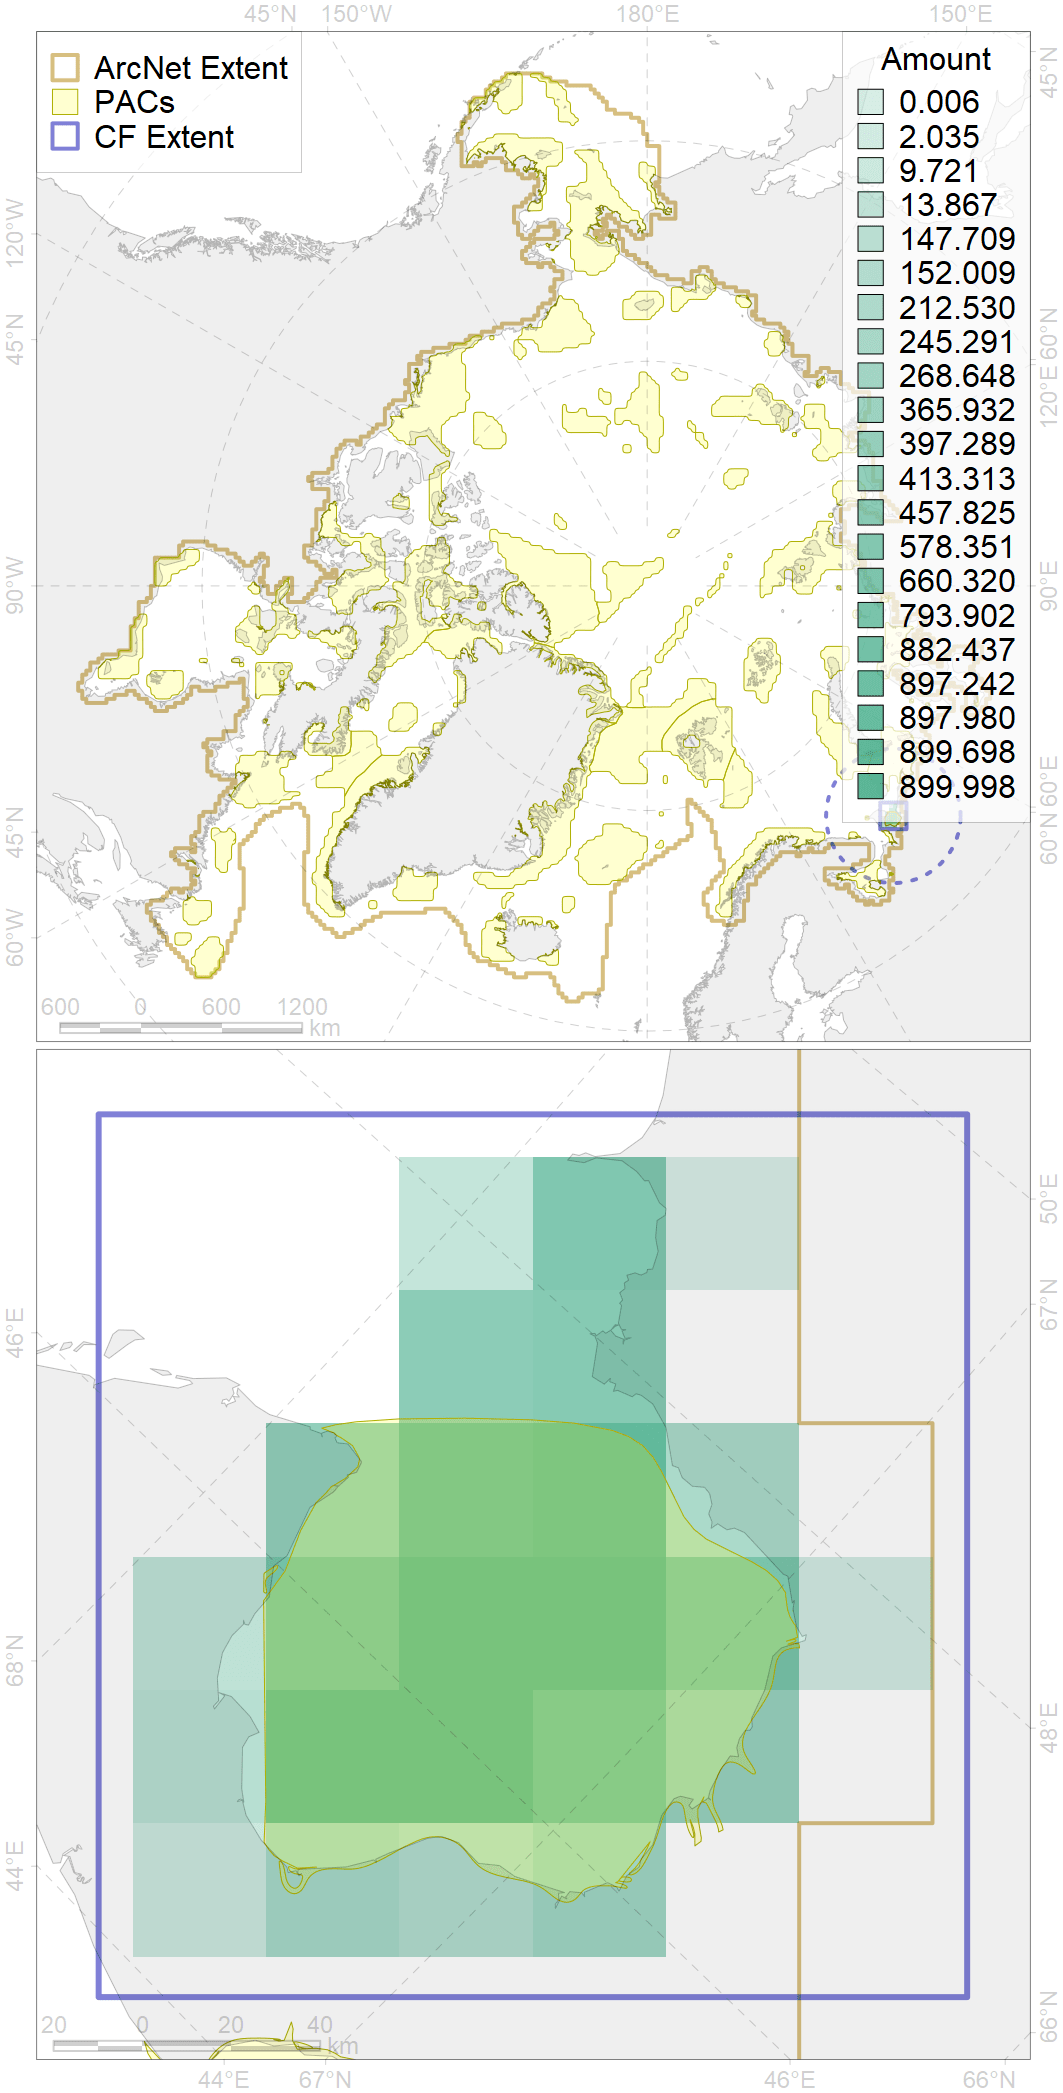 45°N 150°W 180°E 150°E
ArcNet Extent
PACs
CF Extent
Amount
0.006
2.035
9.721
13.867
147.709
152.009
212.530
245.291
268.648
365.932
397.289
413.313
457.825
578.351
660.320
793.902
882.437
897.242
897.980
899.698
899.998
120°W
45°N
90°W
45°N
60°W
45°N
60°N
120°E
90°E
60°E
60°N
600 0 600 1200
km
46°E
68°N
44°E
50°E
67°N
48°E
66°N
20 0 20 40
km
44°E 67°N 46°E 66°N